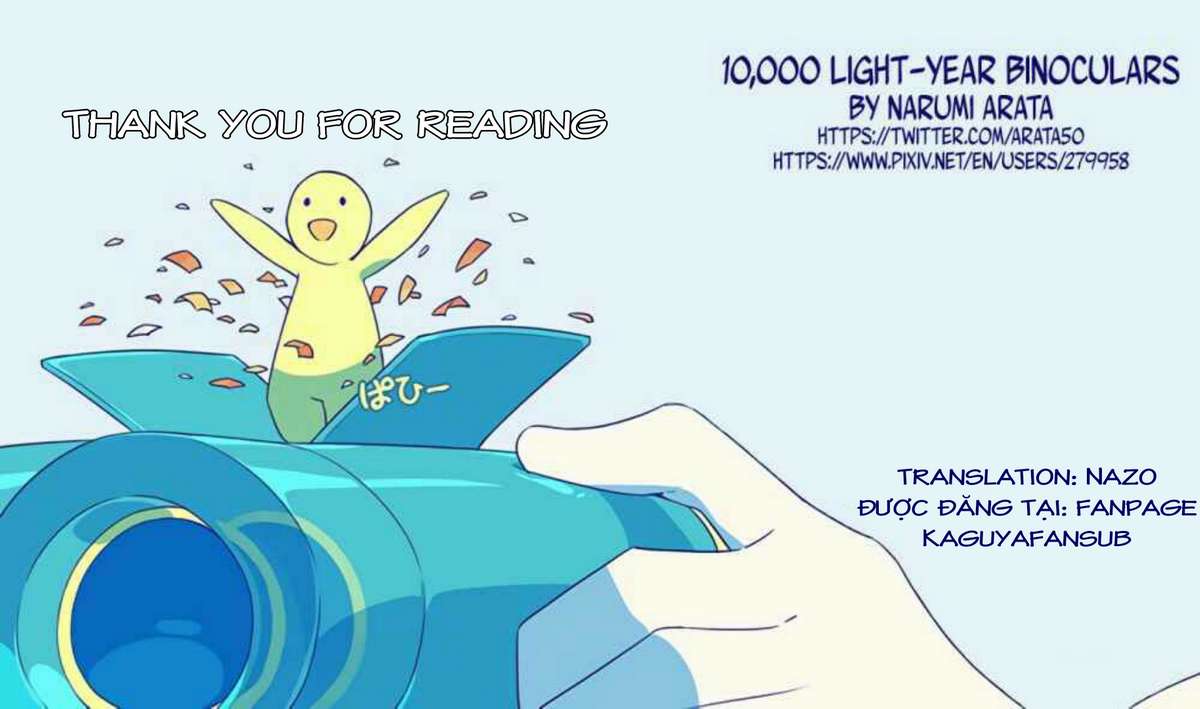 THANK YOU FOR READING
10,000 LIGHT-YEAR BINOCULARS
BY NARUMI ARATA
HTTPS://TWITTER.COM/ARATA50
HTTPS://WWW.PIXIV.NET/EN/USERS/279958
ぱひー
TRANSLATION: NAZO
ĐƯỢC ĐĂNG TẠI: FANPAGE
KAGUYAFANSUB